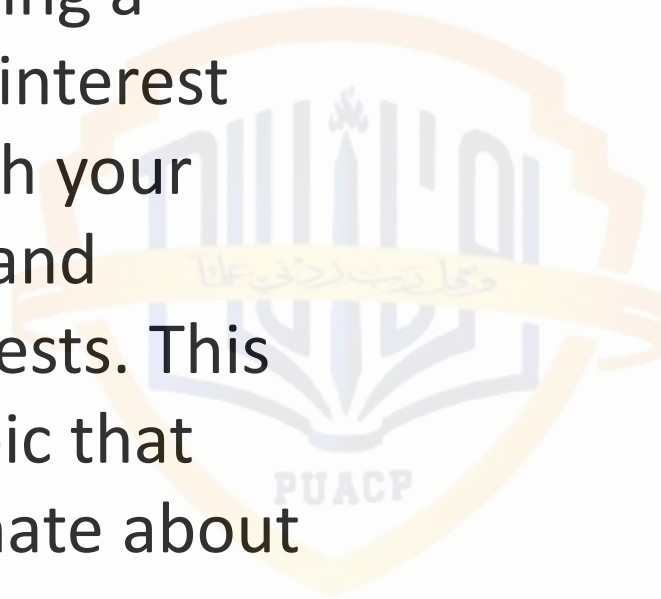 ing a
interest
h your
and
ests. This
ic that
nate about
وَقُل رَّبِّ زِدْنِي عِلْمًا
PUACP